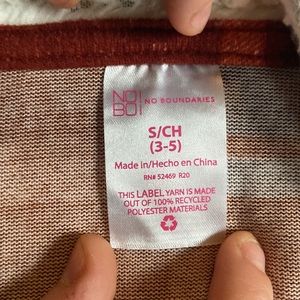 NO!
BO! NO BOUNDARIES
S/CH
(3-5)
Made in/Hecho en China
RN# 52469 R20
THIS LABEL YARN IS MADE
OUT OF 100% RECYCLED
POLYESTER MATERIALS